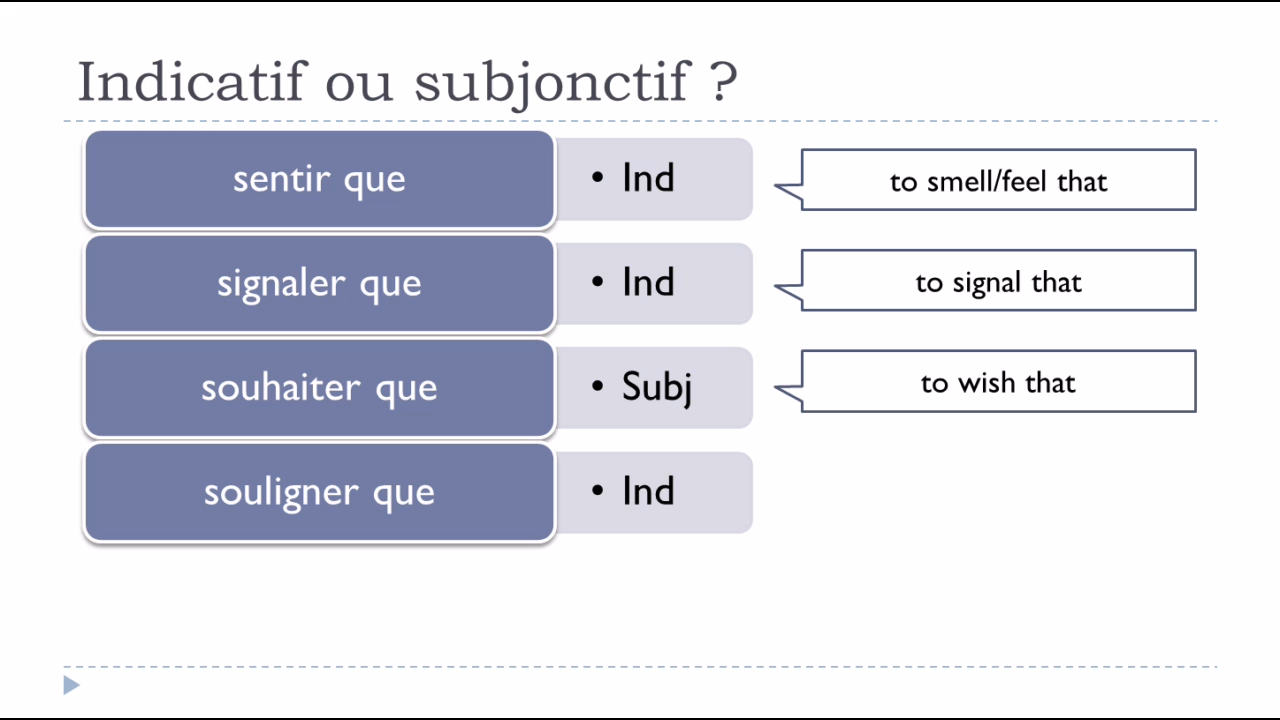 Indicatif ou subjonctif ?
sentir que
• Ind
to smell/feel that
signaler que
• Ind
to signal that
souhaiter que
• Subj
to wish that
souligner que
• Ind